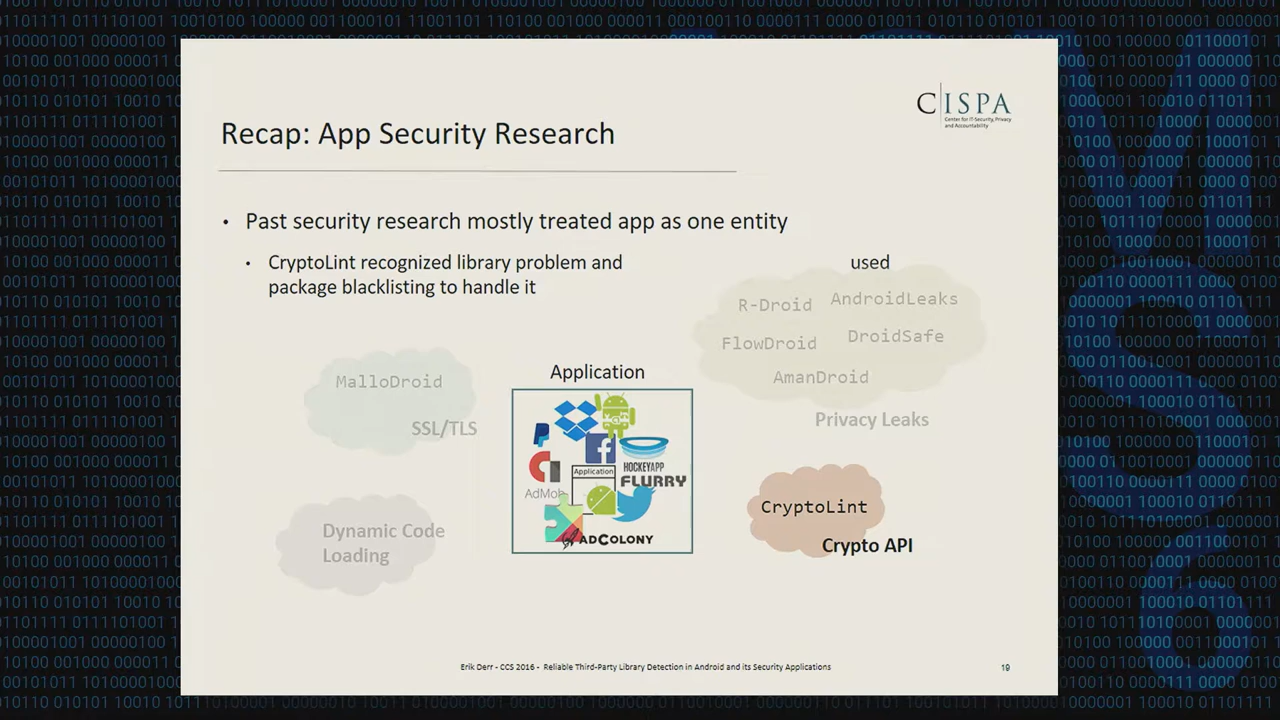 CISPA
Center for IT-Security, Privacy
and Accountability
Recap: App Security Research
• Past security research mostly treated app as one entity
• CryptoLint recognized library problem and used
package blacklisting to handle it
R-Droid
AndroidLeaks
FlowDroid
DroidSafe
AmanDroid
Privacy Leaks
MalloDroid
SSL/TLS
Application
Application
HOCKEYAPP
FLURRY
AdMob
ADCOLONY
Dynamic Code
Loading
CryptoLint
Crypto API
Erik Derr - CCS 2016 - Reliable Third-Party Library Detection in Android and its Security Applications
19